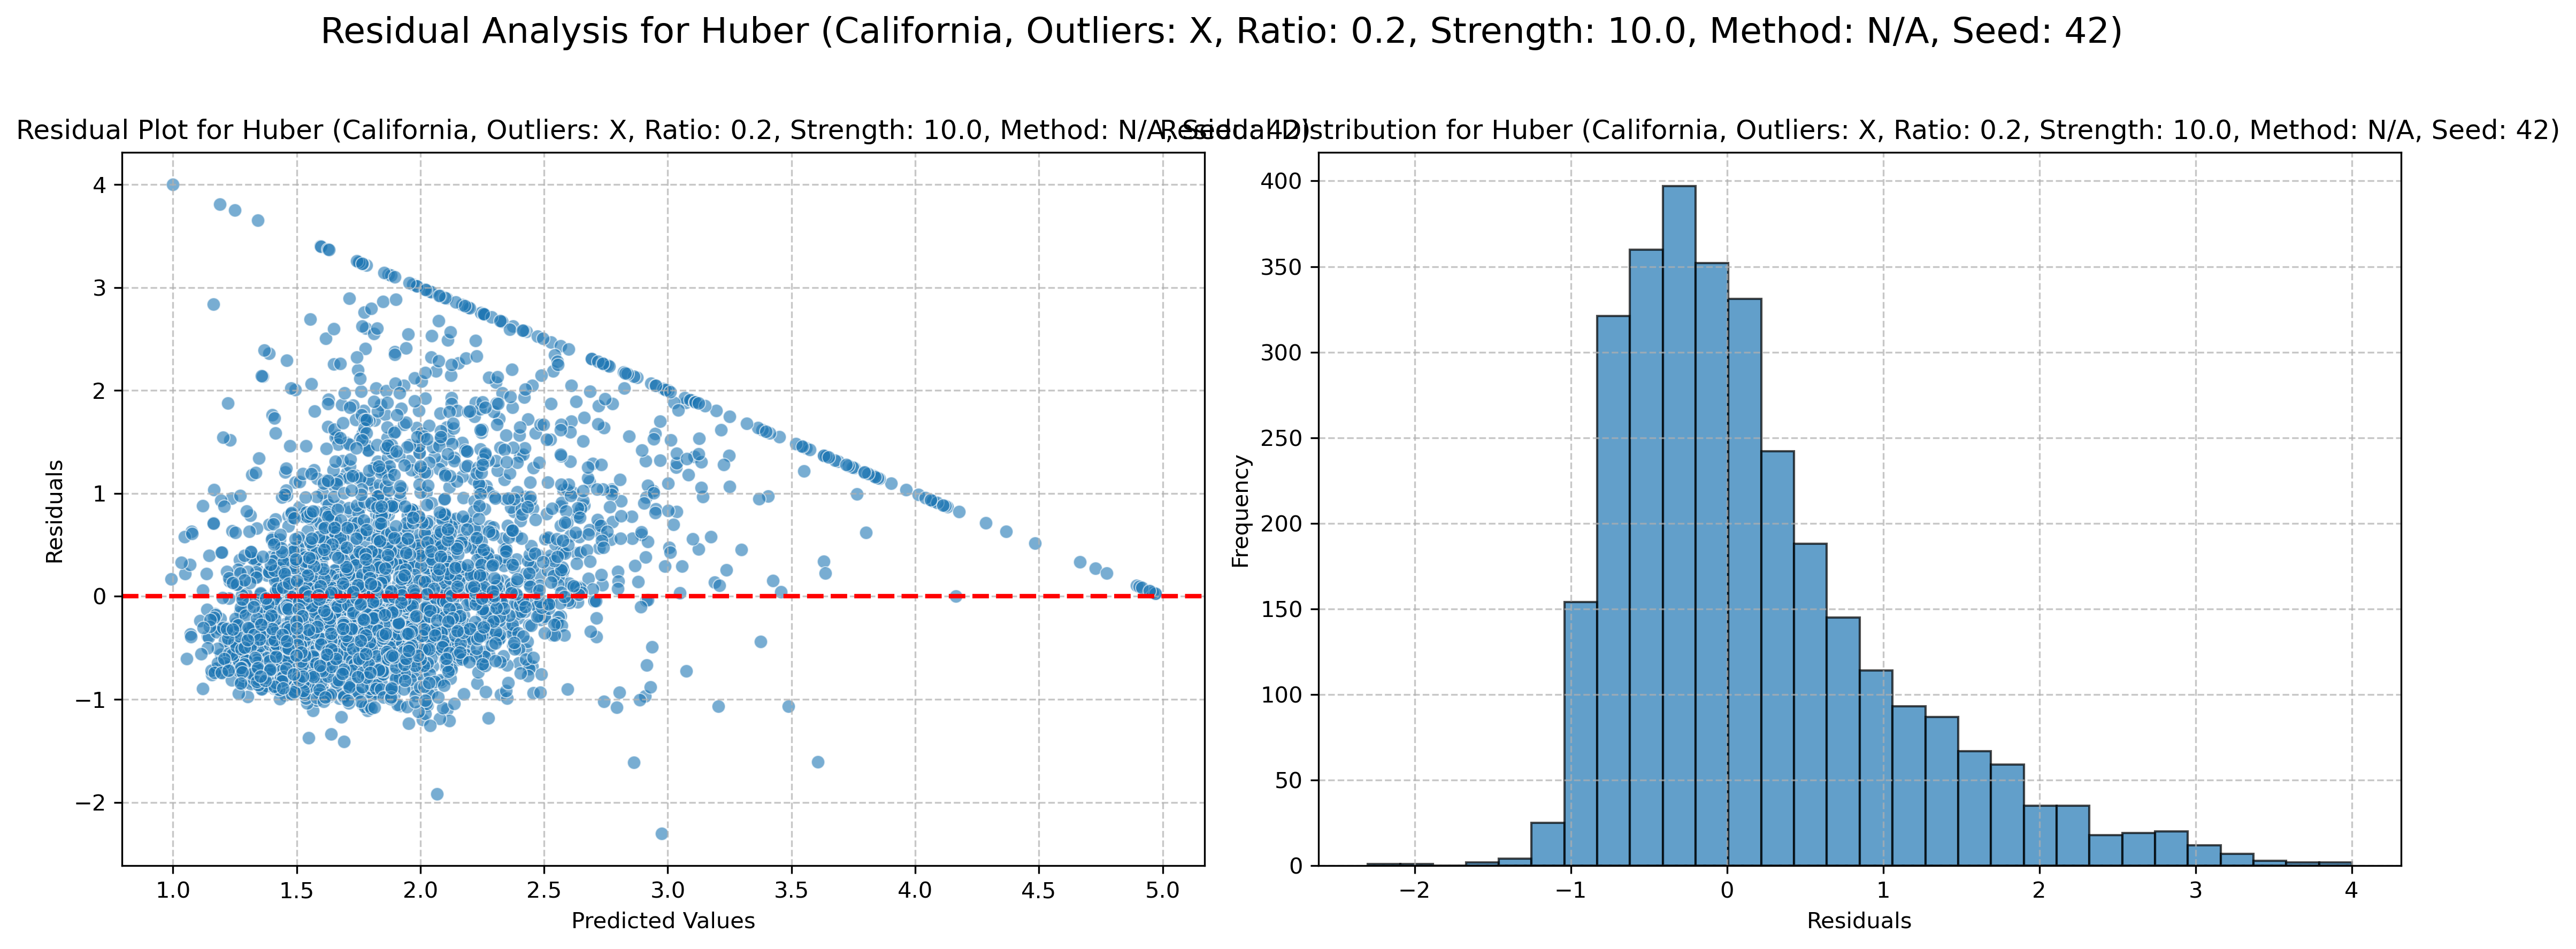 Residual Analysis for Huber (California, Outliers: X, Ratio: 0.2, Strength: 10.0, Method: N/A, Seed: 42)
Residual Plot for Huber (California, Outliers: X, Ratio: 0.2, Strength: 10.0, Method: N/A, Seed: 42)
Residual Distribution for Huber (California, Outliers: X, Ratio: 0.2, Strength: 10.0, Method: N/A, Seed: 42)
4
3
2
1
0
−1
−2
Residuals
1.0 1.5 2.0 2.5 3.0 3.5 4.0 4.5 5.0
Predicted Values
400
350
300
250
200
150
100
50
0
Frequency
−2 −1 0 1 2 3 4
Residuals